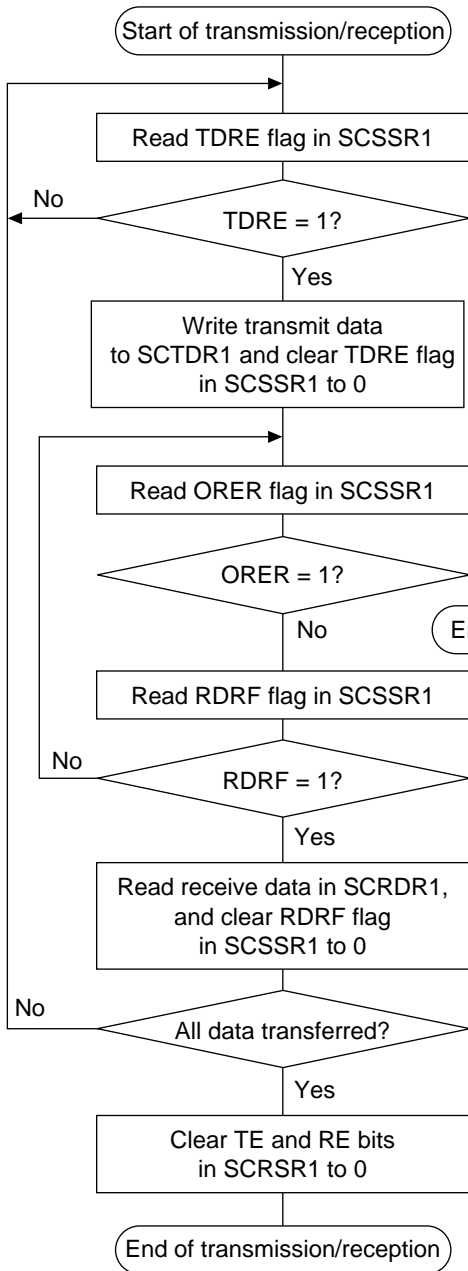 Start of transmission/reception
Read TDRE flag in SCSSR1
No
TDRE = 1?
Yes
Write transmit data
to SCTDR1 and clear TDRE flag
in SCSSR1 to 0
Read ORER flag in SCSSR1
ORER = 1?
No
Read RDRF flag in SCSSR1
No
RDRF = 1?
Yes
Read receive data in SCRDR1,
and clear RDRF flag
in SCSSR1 to 0
No
All data transferred?
Yes
Clear TE and RE bits
in SCRSR1 to 0
End of transmission/reception